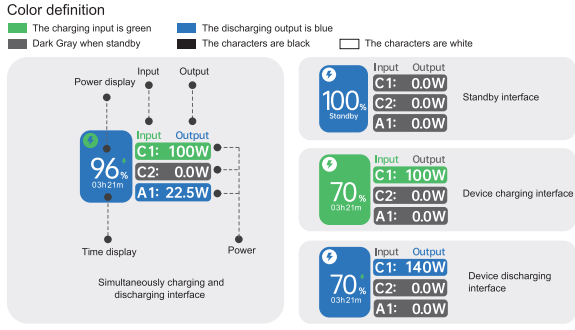 Color definition
The charging input is green
The discharging output is blue
Dark Gray when standby
The characters are black
The characters are white
Power display
Input
Output
Input Output
96%
03h21m
C1: 100W
C2: 0.0W
A1: 22.5W
Time display
Power
Simultaneously charging and
discharging interface
Input Output
100%
Standby
C1: 0.0W
C2: 0.0W
A1: 0.0W
Standby interface
Input Output
70%
03h21m
C1: 100W
C2: 0.0W
A1: 0.0W
Device charging interface
Input Output
70%
03h21m
C1: 140W
C2: 0.0W
A1: 0.0W
Device discharging
interface